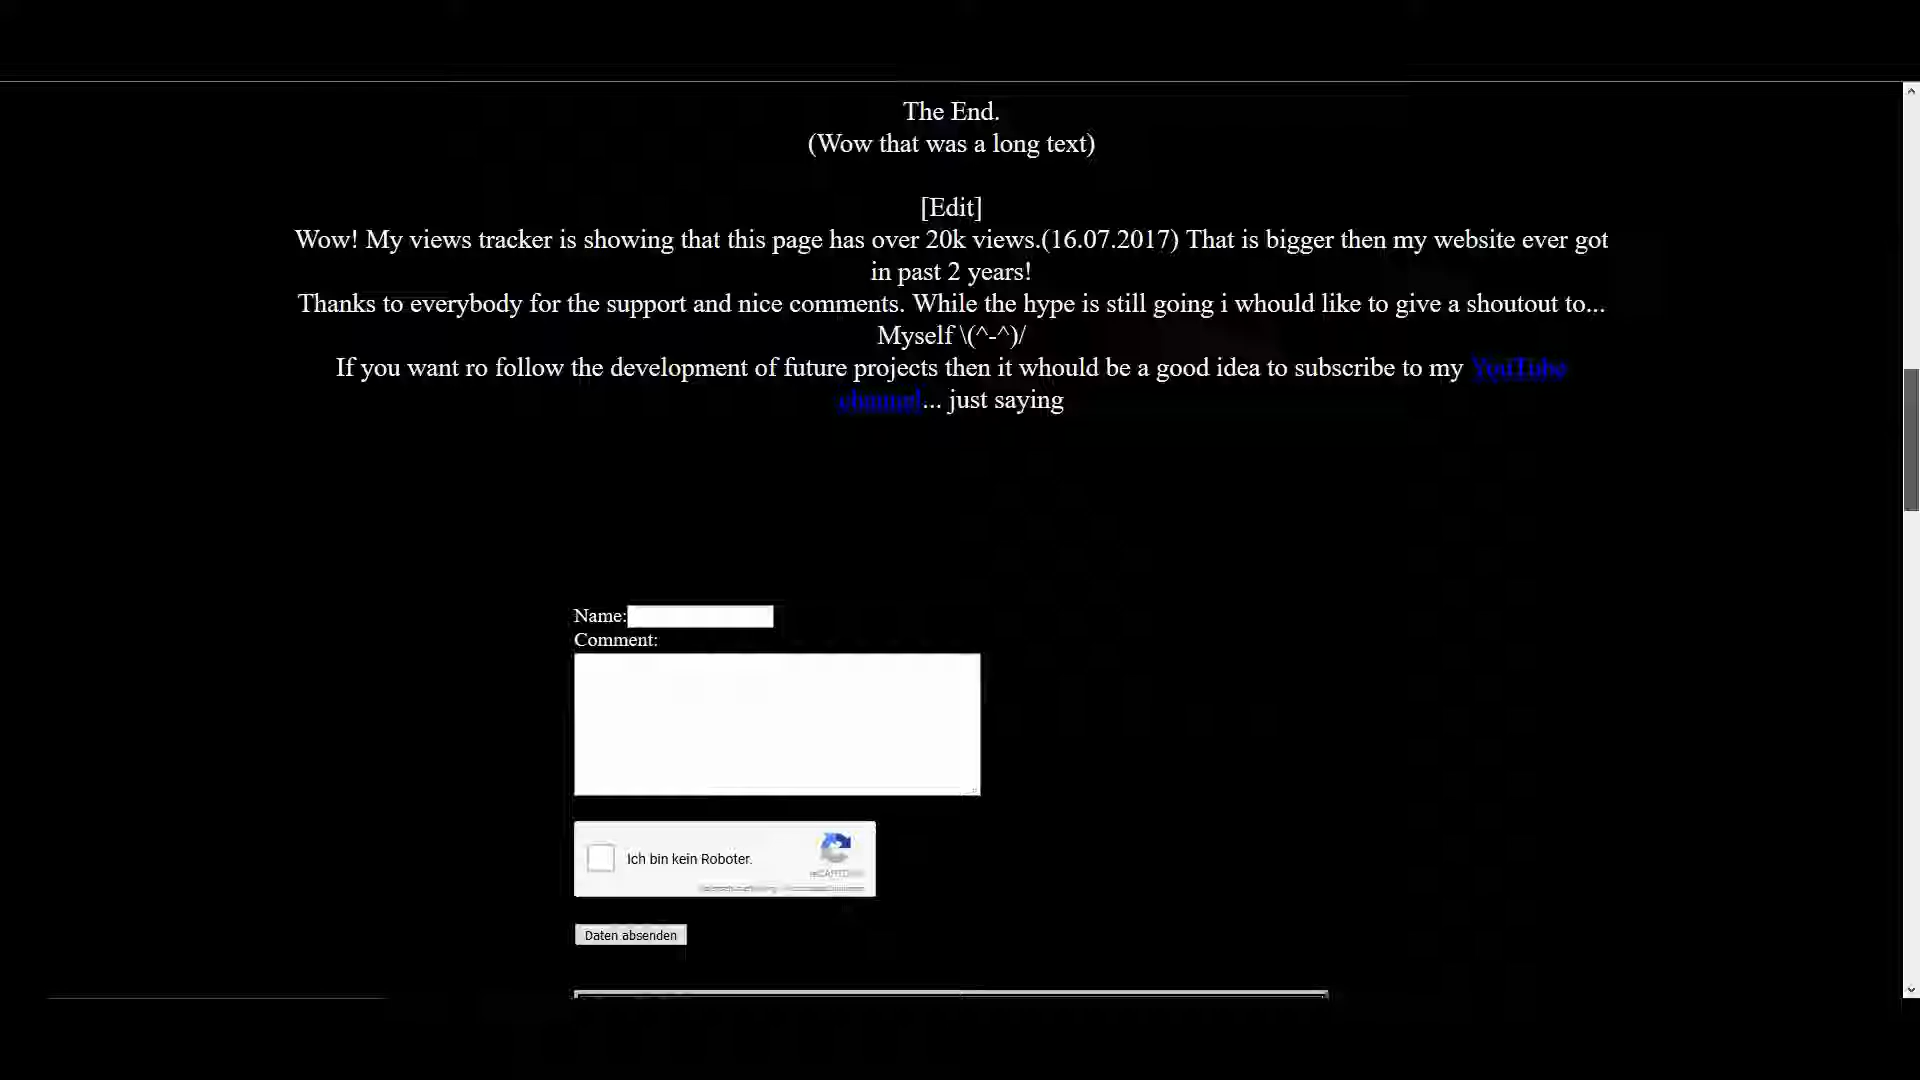 The End.
(Wow that was a long text)
[Edit]
Wow! My views tracker is showing that this page has over 20k views.(16.07.2017) That is bigger then my website ever got
in past 2 years!
Thanks to everybody for the support and nice comments. While the hype is still going i whould like to give a shoutout to...
Myself \(^-^)/
If you want ro follow the development of future projects then it whould be a good idea to subscribe to my YouTube
channel... just saying
Name:
Comment:
Ich bin kein Roboter.
reCAPTCHA
Daten absenden